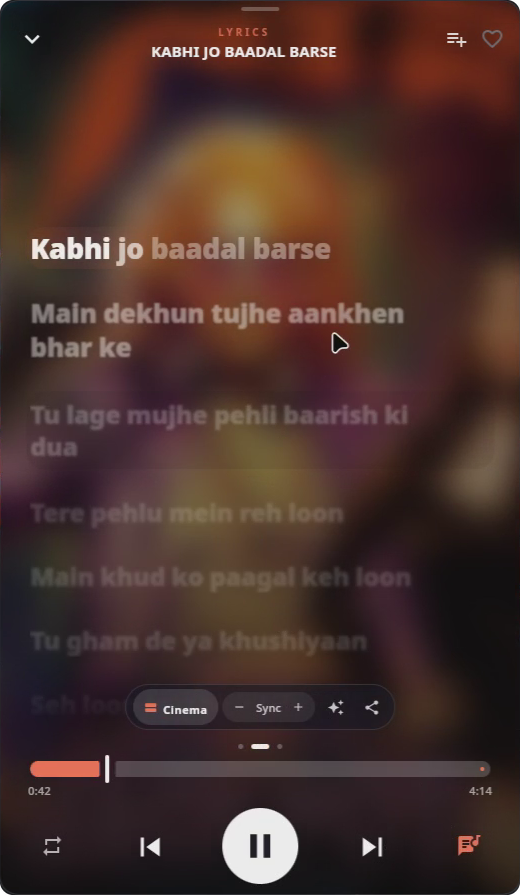 LYRICS
KABHI JO BAADAL BARSE
Kabhi jo baadal barse
Main dekhun tujhe aankhen
bhar ke
Tu lage mujhe pehli baarish ki
dua
Tere pehlu mein reh loon
Main khud ko paagal keh loon
Tu gham de ya khushiyaan
Seh loon
Cinema − Sync +
0:42 4:14